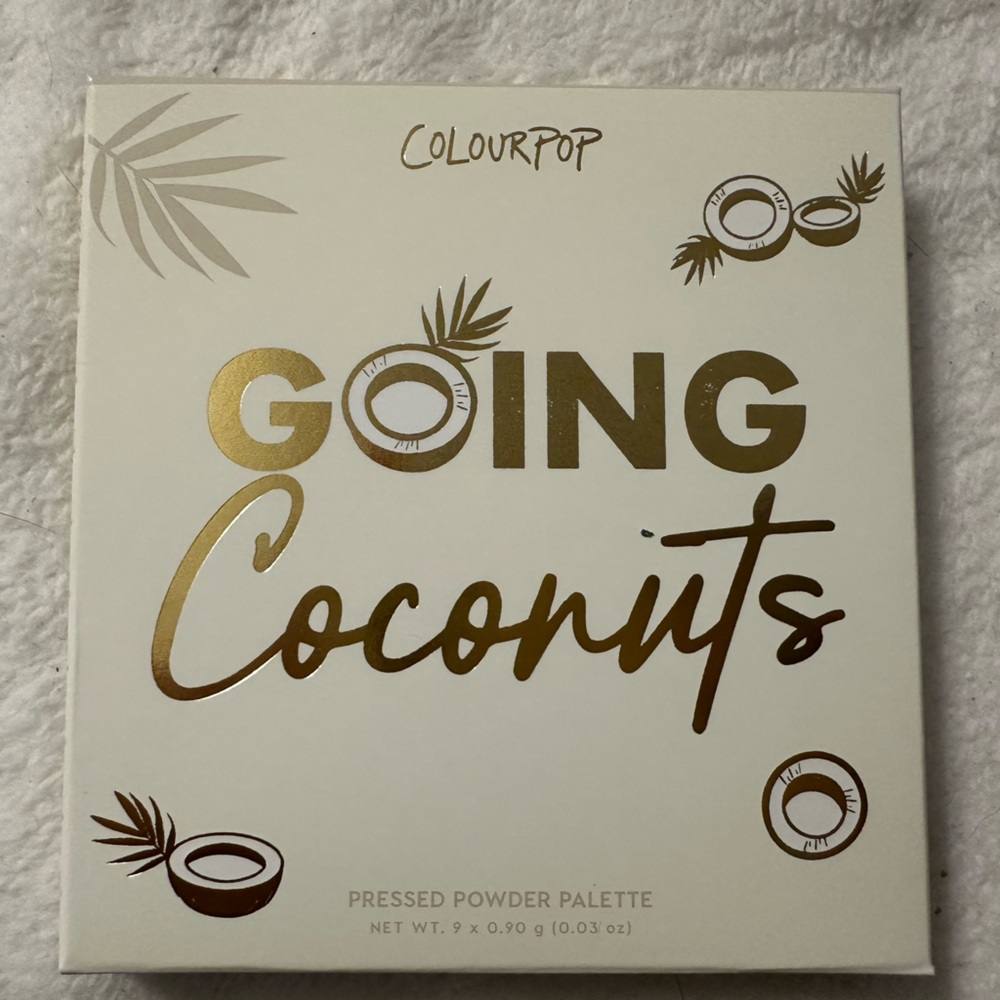 COLOURPOP
GOING
Coconuts
PRESSED POWDER PALETTE
NET WT. 9 x 0.90 g (0.03/ oz)